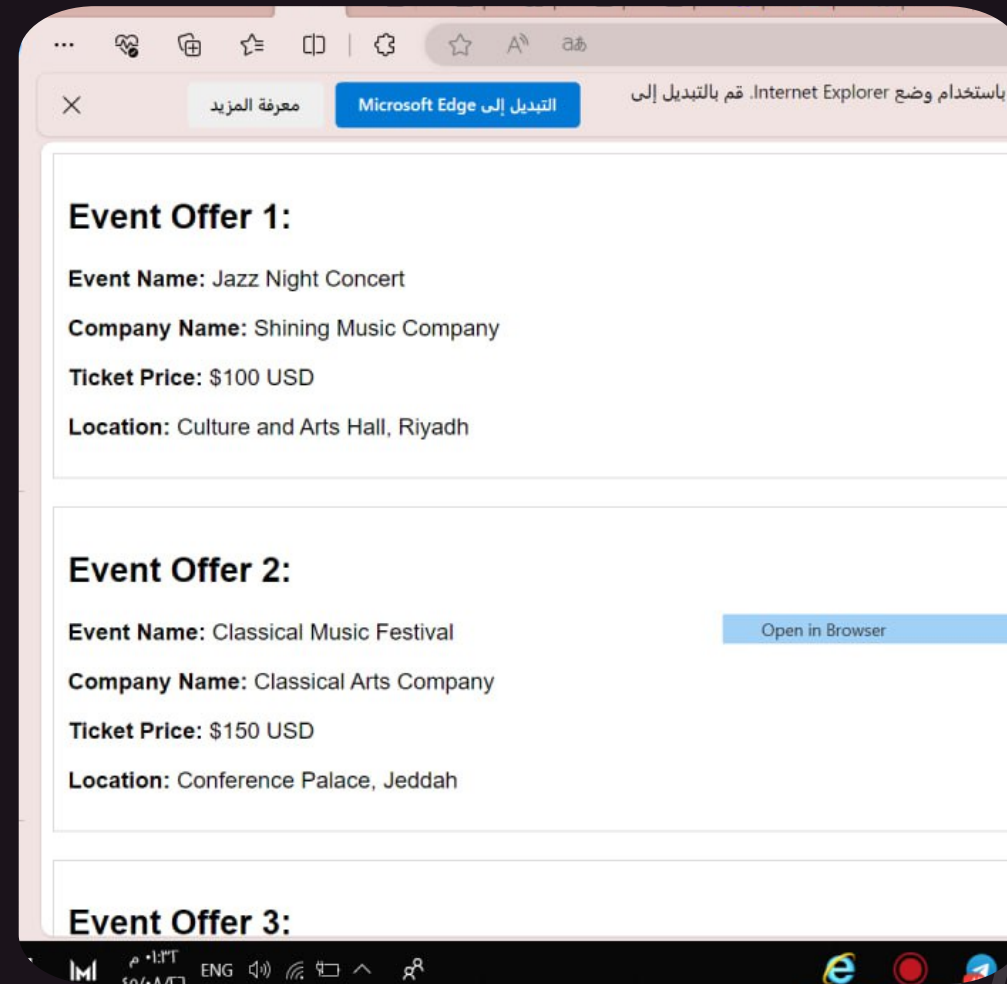 باستخدام وضع Internet Explorer. قم بالتبديل إلى
التبديل إلى Microsoft Edge
معرفة المزيد
Event Offer 1:
Event Name: Jazz Night Concert
Company Name: Shining Music Company
Ticket Price: $100 USD
Location: Culture and Arts Hall, Riyadh
Event Offer 2:
Event Name: Classical Music Festival
Open in Browser
Company Name: Classical Arts Company
Ticket Price: $150 USD
Location: Conference Palace, Jeddah
Event Offer 3:
ENG